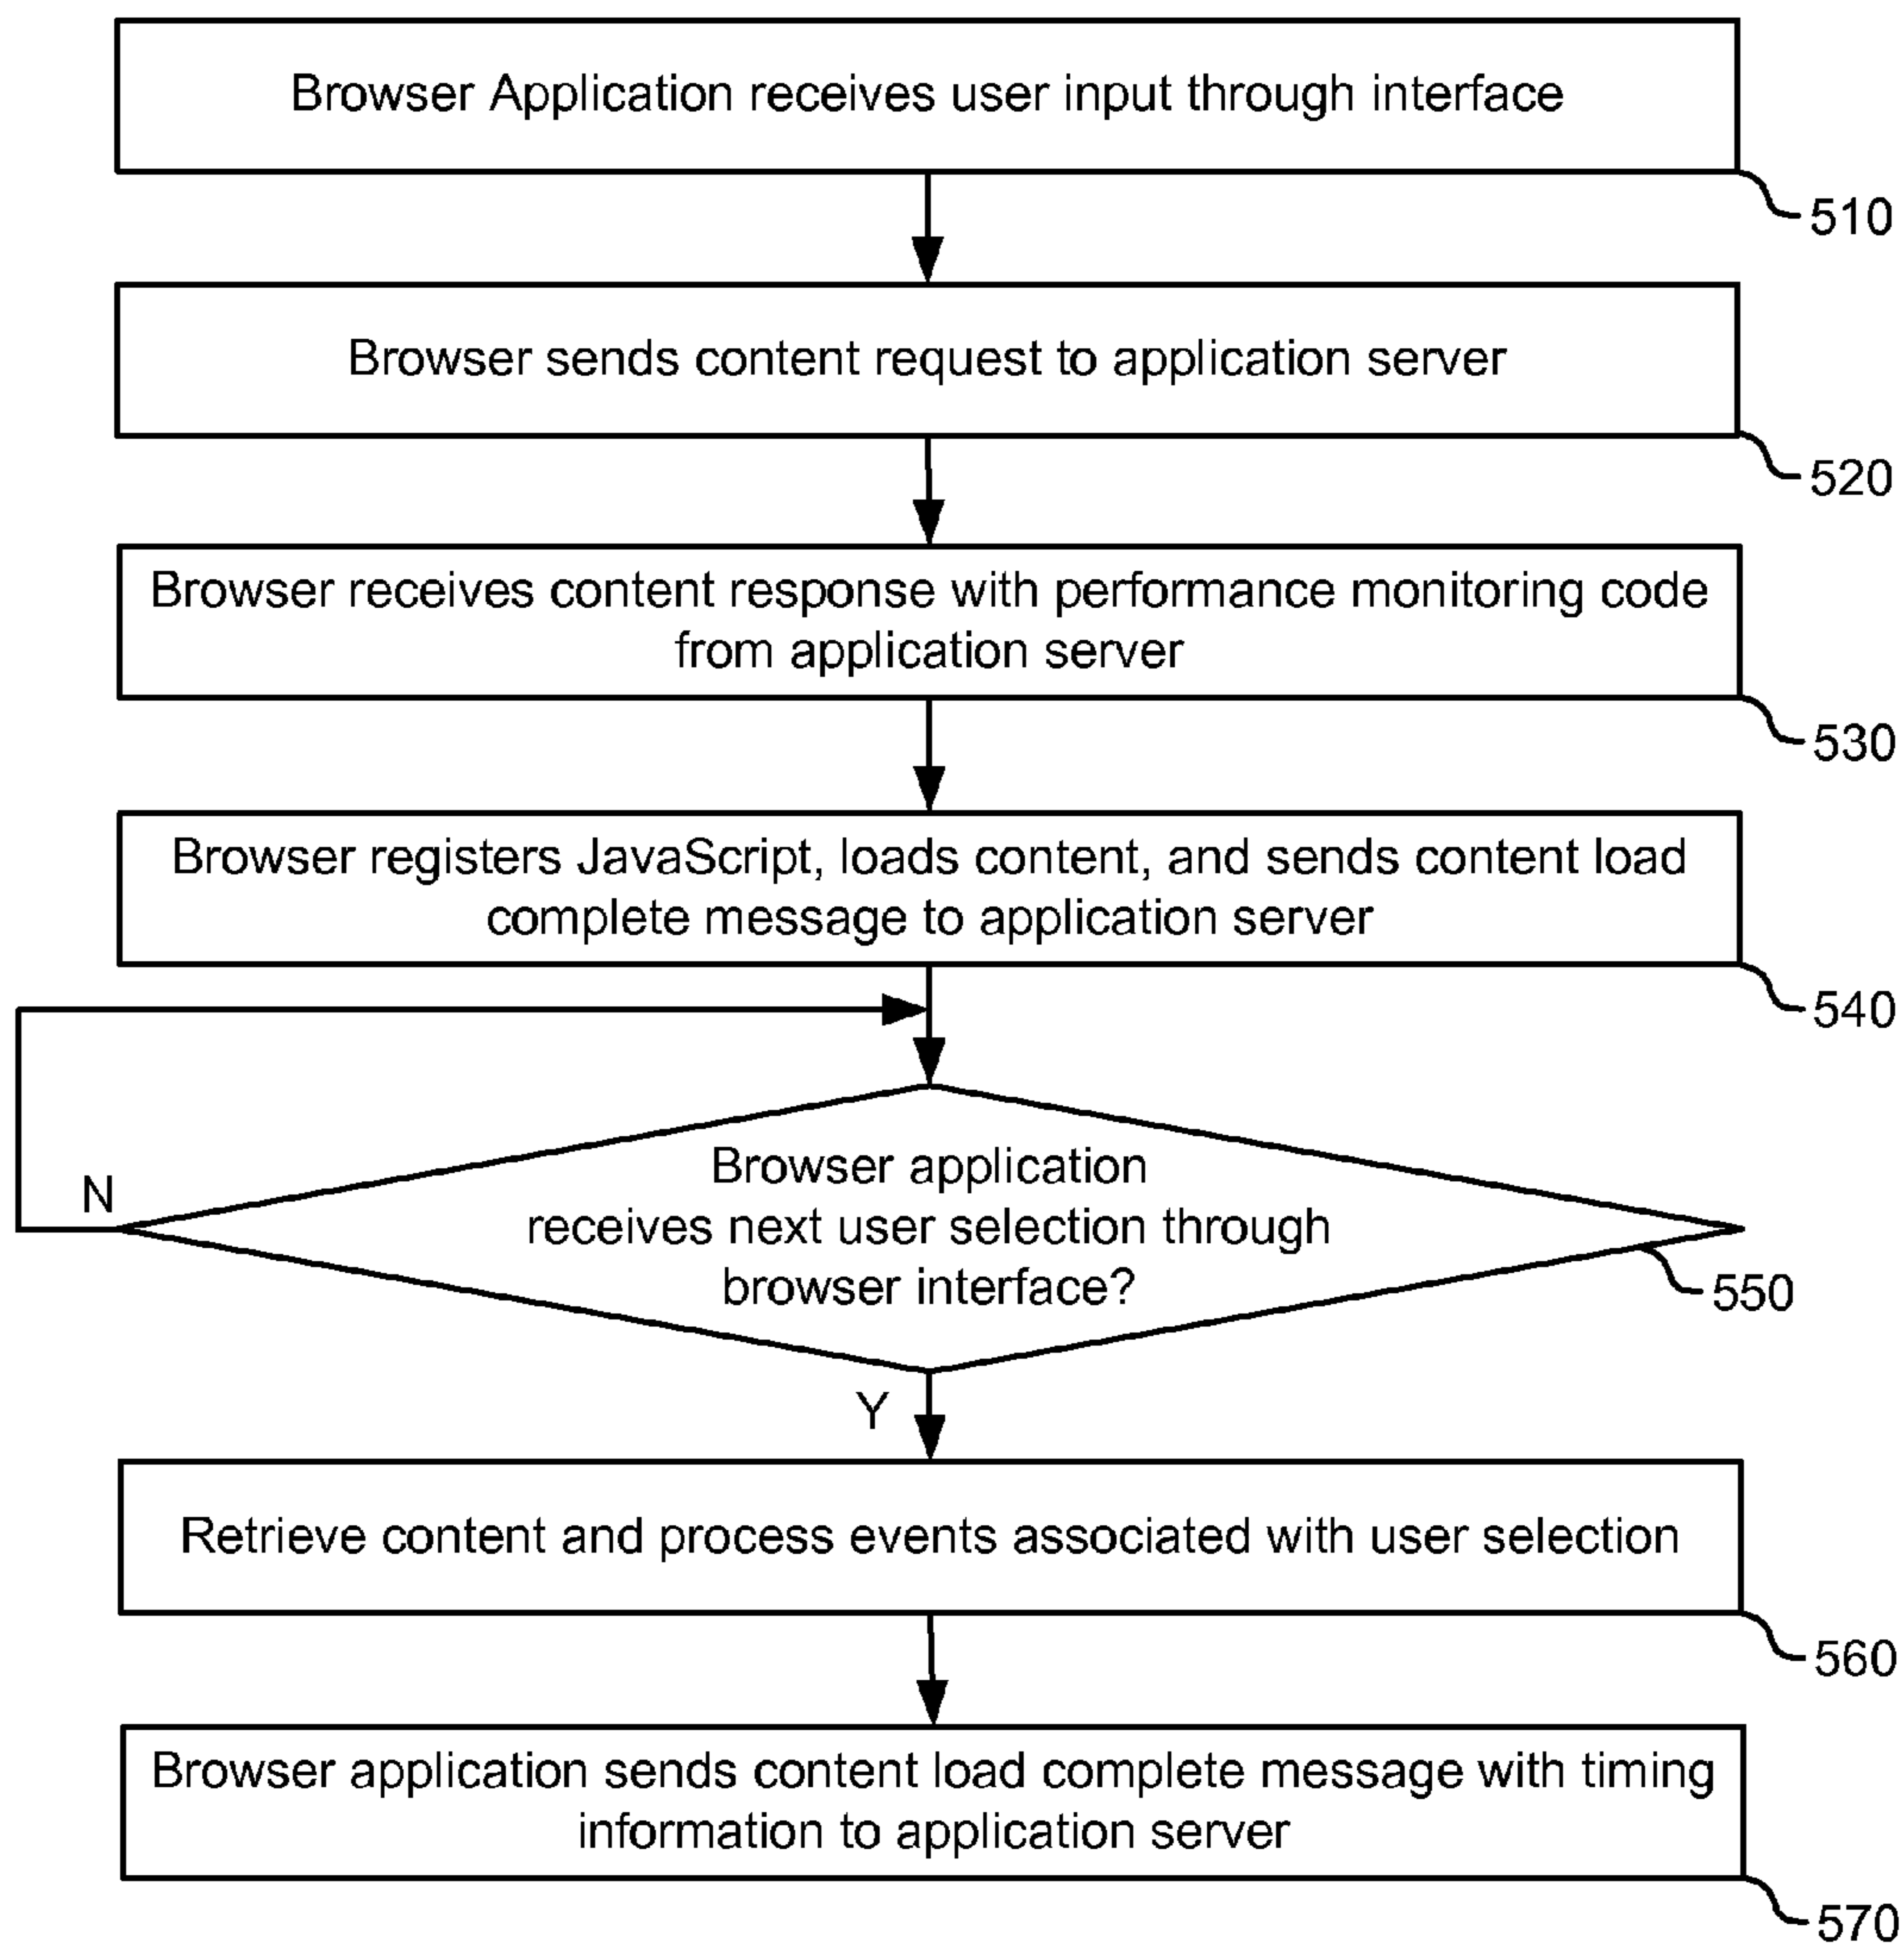 Browser Application receives user input through interface
510
Browser sends content request to application server
520
Browser receives content response with performance monitoring code
from application server
530
Browser registers JavaScript, loads content, and sends content load
complete message to application server
540
Browser application
receives next user selection through
browser interface?
N
550
Y
Retrieve content and process events associated with user selection
560
Browser application sends content load complete message with timing
information to application server
570